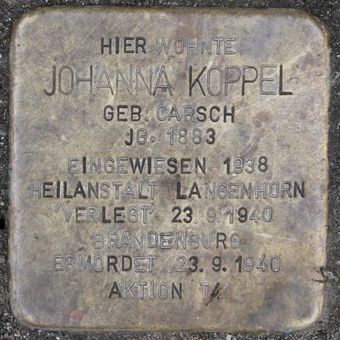 HIER WOHNTE
JOHANNA KOPPEL
GEB. CARSCH
JG. 1883
EINGEWIESEN 1938
HEILANSTALT LANGENHORN
'VERLEGT' 23.9.1940
BRANDENBURG
ERMORDET 23.9.1940
'AKTION T4'